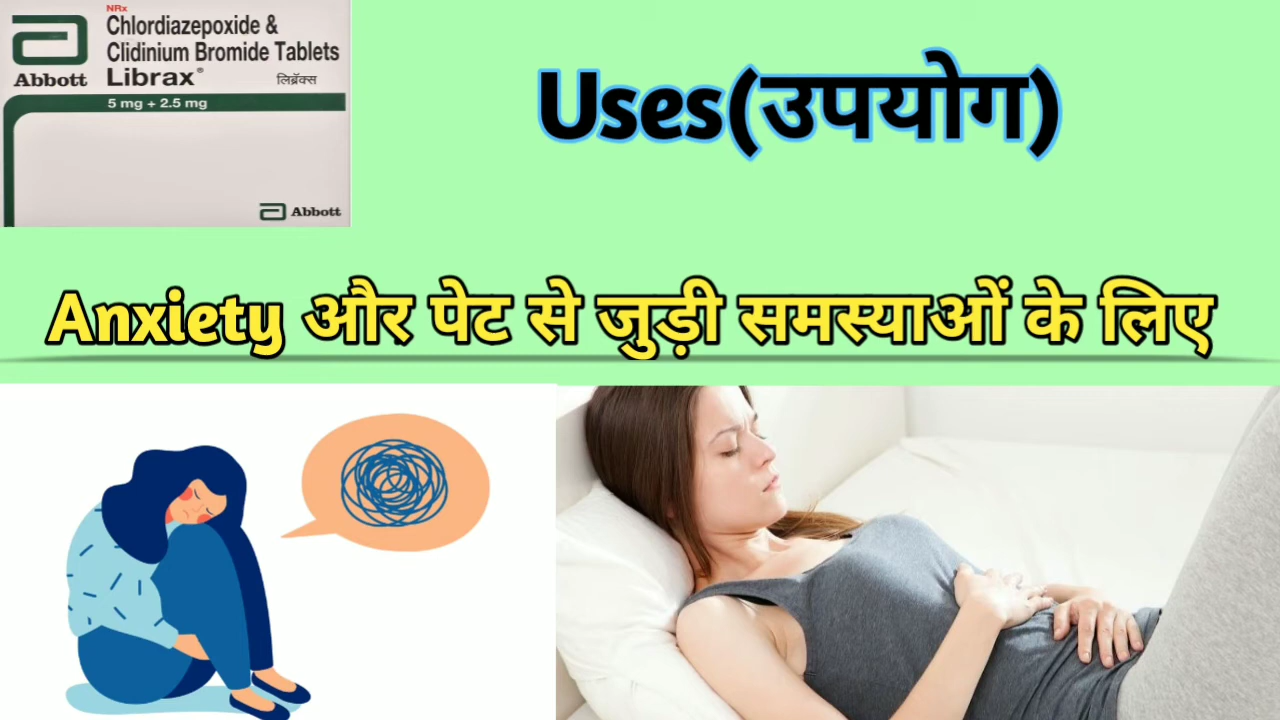 NRx
Chlordiazepoxide &
Clidinium Bromide Tablets
Abbott
Librax®
लिब्रॅक्स
5 mg + 2.5 mg
Abbott
Uses(उपयोग)
Anxiety और पेट से जुड़ी समस्याओं के लिए